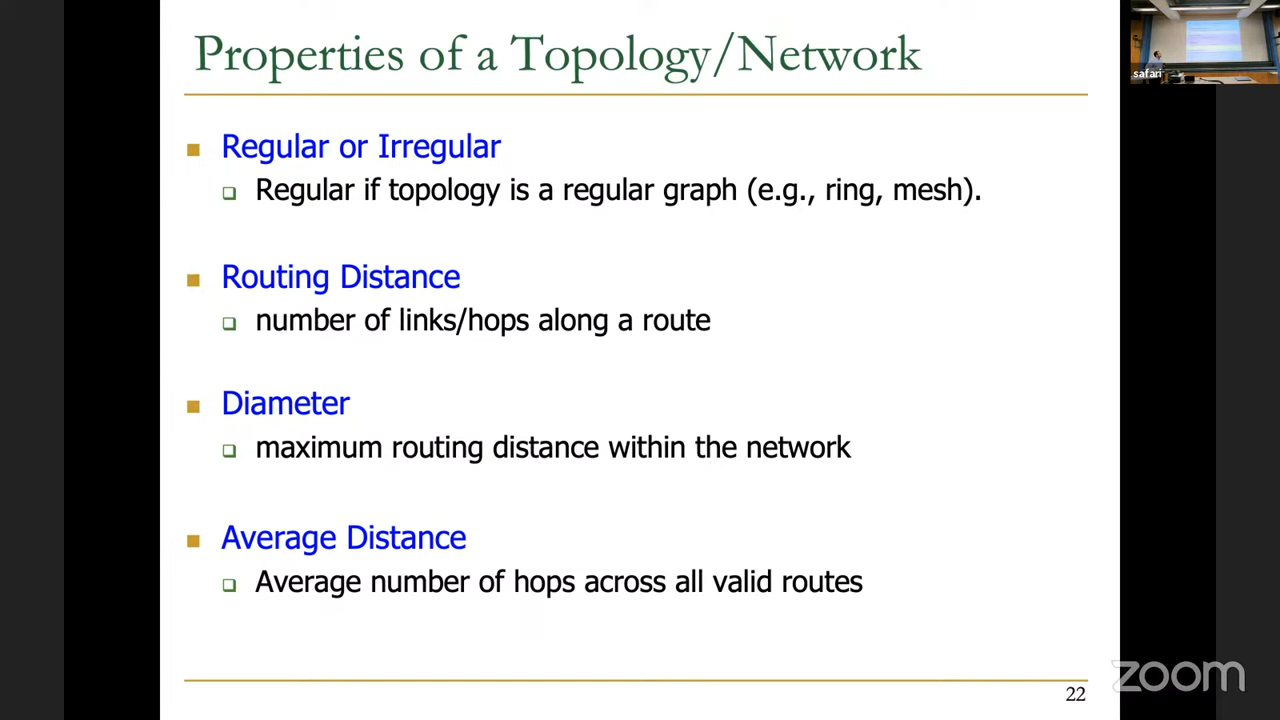 Properties of a Topology/Network
safari
Regular or Irregular
Regular if topology is a regular graph (e.g., ring, mesh).
Routing Distance
number of links/hops along a route
Diameter
maximum routing distance within the network
Average Distance
Average number of hops across all valid routes
22
zoom